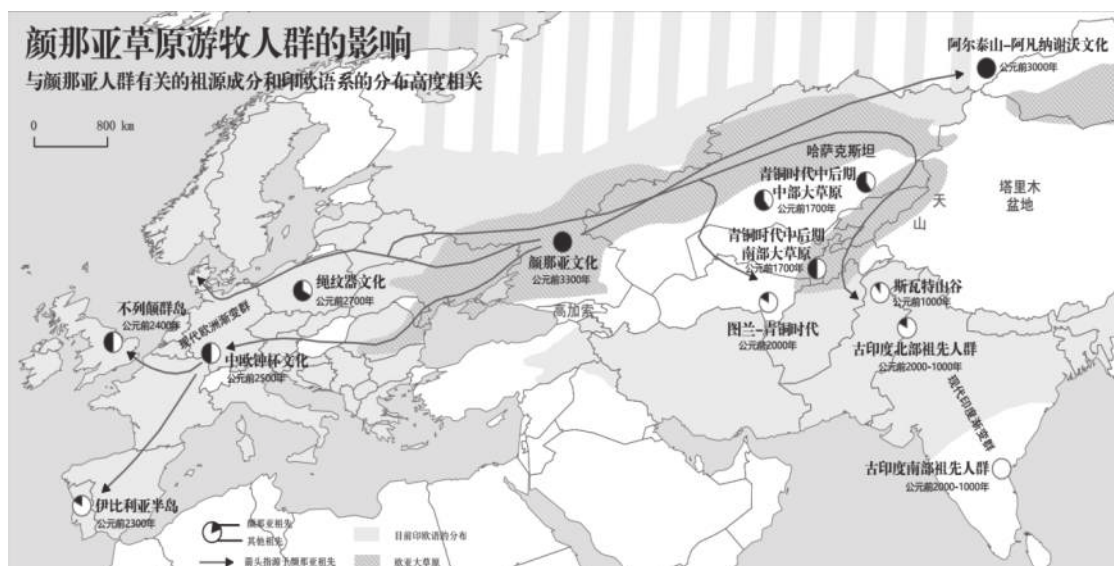 颜那亚草原游牧人群的影响
与颜那亚人群有关的祖源成分和印欧语系的分布高度相关
0 800 km
阿尔泰山-阿凡纳谢沃文化
公元前3000年
哈萨克斯坦
青铜时代中后期
中部大草原
公元前1700年
天山
塔里木
盆地
青铜时代中后期
南部大草原
公元前1700年
颜那亚文化
公元前3300年
绳纹器文化
公元前2700年
不列颠群岛
公元前2400年
现代欧洲渐变群
中欧钟杯文化
公元前2500年
高加索
图兰-青铜时代
公元前2000年
斯瓦特山谷
公元前1000年
古印度北部祖先人群
公元前2000-1000年
现代印度渐变群
古印度南部祖先人群
公元前2000-1000年
伊比利亚半岛
公元前2300年
颜那亚祖先
其他祖先
箭头指源于颜那亚祖先
目前印欧语的分布
欧亚大草原